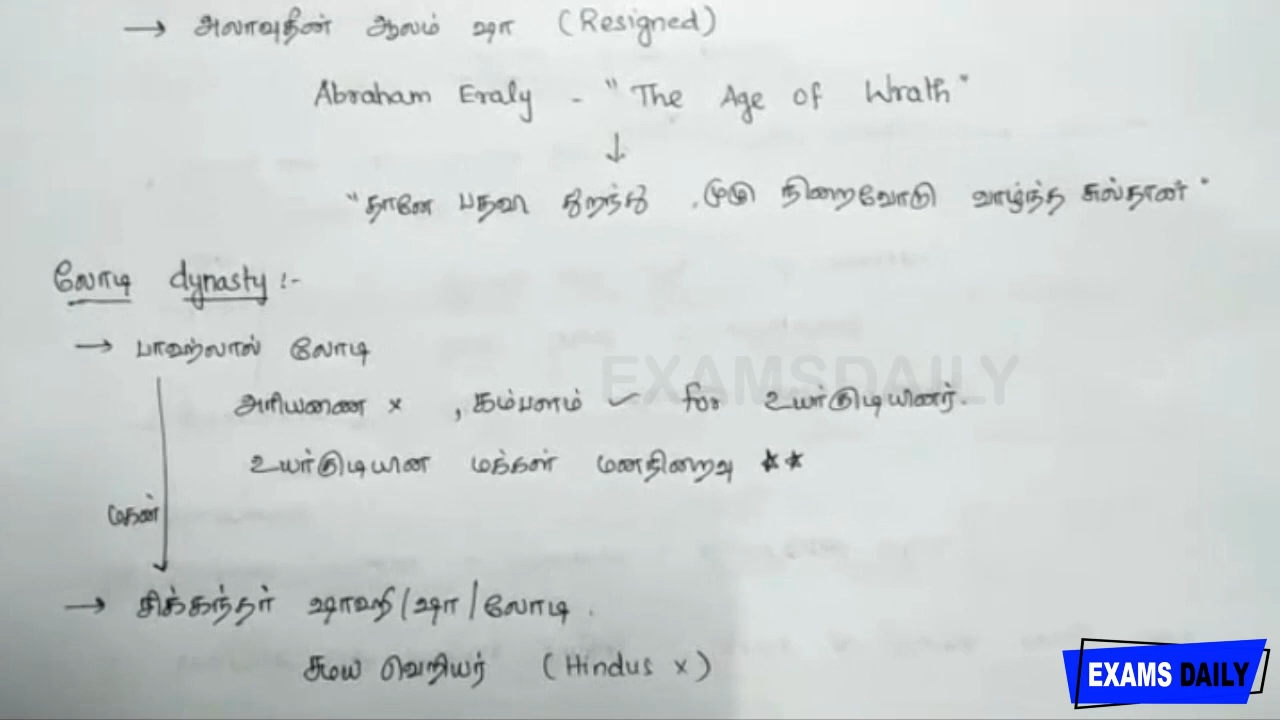 → அலாவுதீன் ஆலம் ஷா (Resigned)
Abraham Eraly - "The Age of Wrath"
↓
"தானே பதவி துறந்து, முழு நிறைவோடு வாழ்ந்த சுல்தான்"
லோடி dynasty :-
→ பாஹ்லால் லோடி
அரியணை x , கம்பளம் ✓ for உயர்குடியினர்.
உயர்குடியின மக்கள் மனநிறைவு ★★
மகன்
→ சிக்கந்தர் ஷாஹி/ஷா/லோடி.
சமய வெறியர் (Hindus x)
EXAMSDAILY
EXAMS DAILY